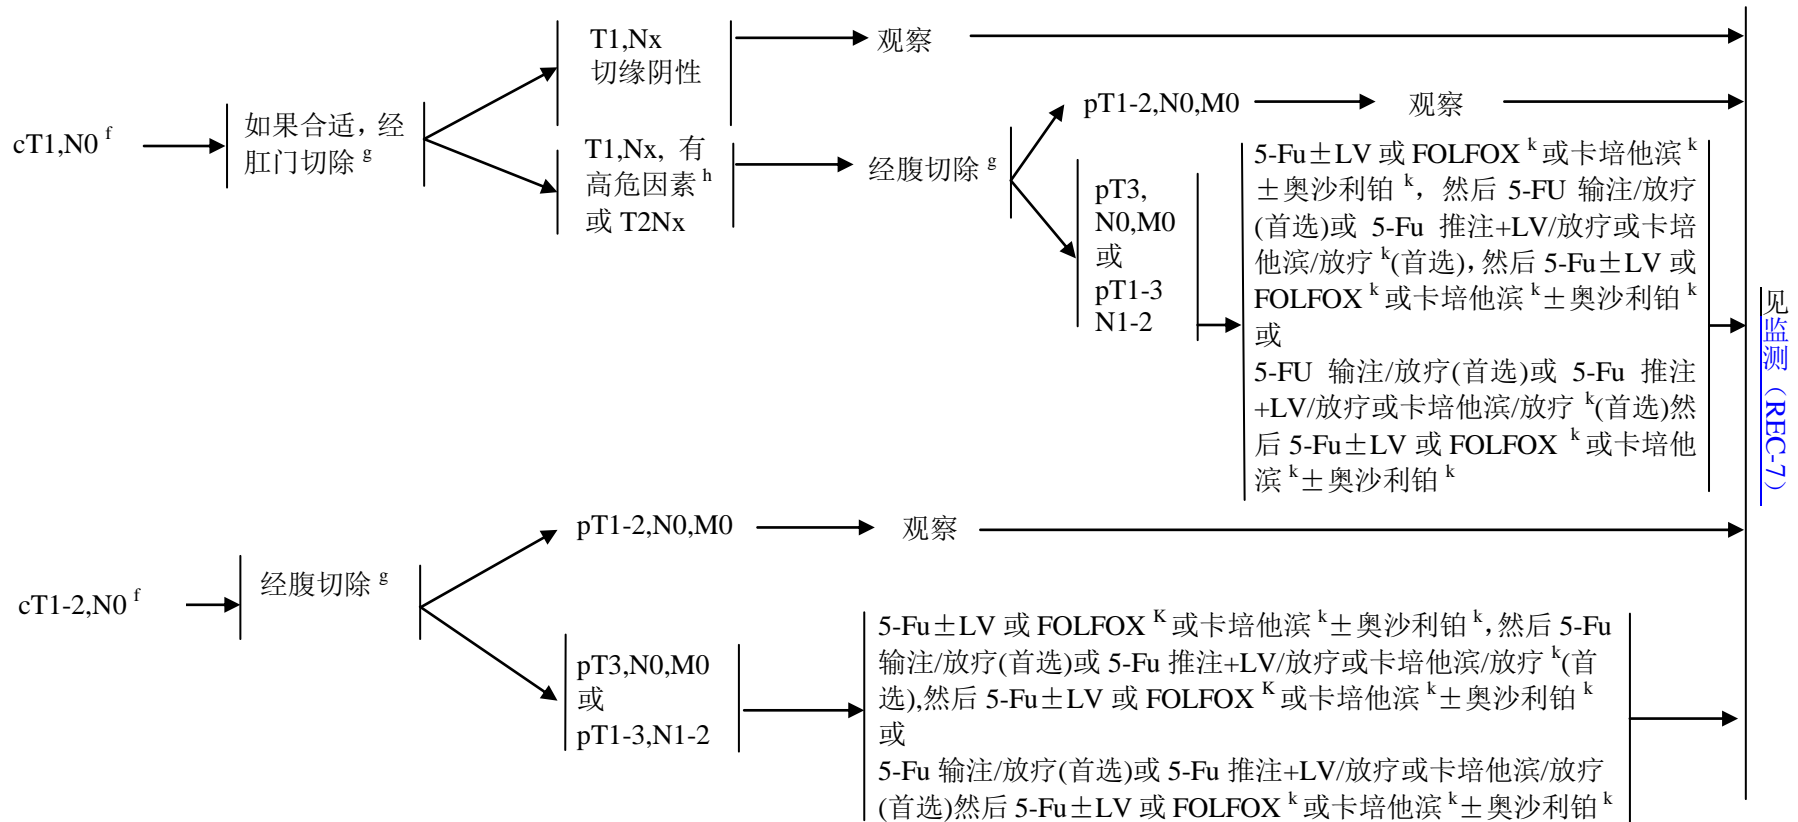 cT1,N0 f
如果合适，经
肛门切除 g
T1,Nx
切缘阴性
观察
T1,Nx, 有
高危因素 h
或 T2Nx
经腹切除 g
pT1-2,N0,M0
观察
pT3,
N0,M0
或
pT1-3
N1-2
5-Fu±LV 或 FOLFOX k 或卡培他滨 k
±奥沙利铂 k，然后 5-FU 输注/放疗
(首选)或 5-Fu 推注+LV/放疗或卡培
他滨/放疗 k(首选)，然后 5-Fu±LV 或
FOLFOX k 或卡培他滨 k±奥沙利铂 k
或
5-FU 输注/放疗(首选)或 5-Fu 推注
+LV/放疗或卡培他滨/放疗 k(首选)然
后 5-Fu±LV 或 FOLFOX k 或卡培他
滨 k±奥沙利铂 k
见监测（REC-7）
cT1-2,N0 f
经腹切除 g
pT1-2,N0,M0
观察
pT3,N0,M0
或
pT1-3,N1-2
5-Fu±LV 或 FOLFOX K 或卡培他滨 k±奥沙利铂 k，然后 5-Fu
输注/放疗(首选)或 5-Fu 推注+LV/放疗或卡培他滨/放疗 k(首
选),然后 5-Fu±LV 或 FOLFOX K 或卡培他滨 k±奥沙利铂 k
或
5-Fu 输注/放疗(首选)或 5-Fu 推注+LV/放疗或卡培他滨/放疗
(首选)然后 5-Fu±LV 或 FOLFOX k 或卡培他滨 k±奥沙利铂 k